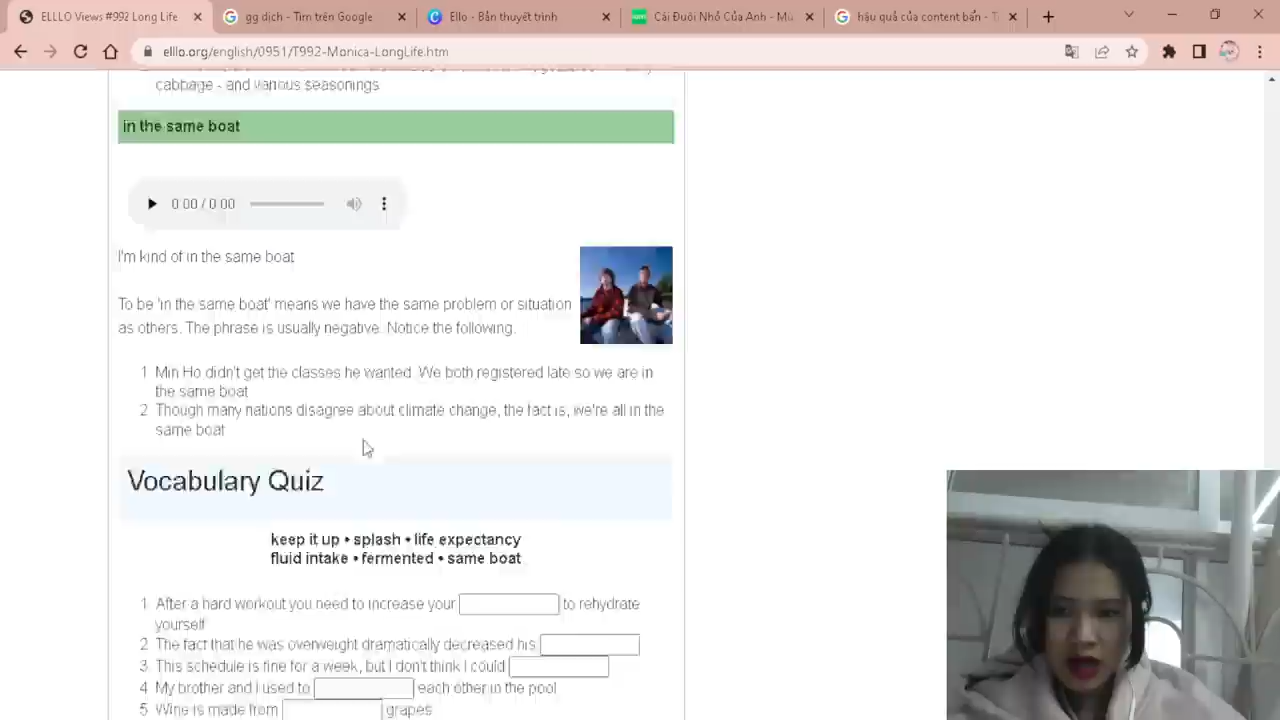 ELLLO Views #992 Long Life
gg dịch - Tìm trên Google
Ello - Bản thuyết trình
Cái Đuôi Nhỏ Của Anh - Mù
hậu quả của content bẩn - T
elllo.org/english/0951/T992-Monica-LongLife.htm
cabbage - and various seasonings
in the same boat
0:00 / 0:00
I'm kind of in the same boat
To be 'in the same boat' means we have the same problem or situation
as others. The phrase is usually negative. Notice the following.
1 Min Ho didn't get the classes he wanted. We both registered late so we are in
the same boat
2 Though many nations disagree about climate change, the fact is, we're all in the
same boat
Vocabulary Quiz
keep it up • splash • life expectancy
fluid intake • fermented • same boat
1 After a hard workout you need to increase your to rehydrate
yourself
2 The fact that he was overweight dramatically decreased his
3 This schedule is fine for a week, but I don't think I could
4 My brother and I used to each other in the pool
5 Wine is made from grapes